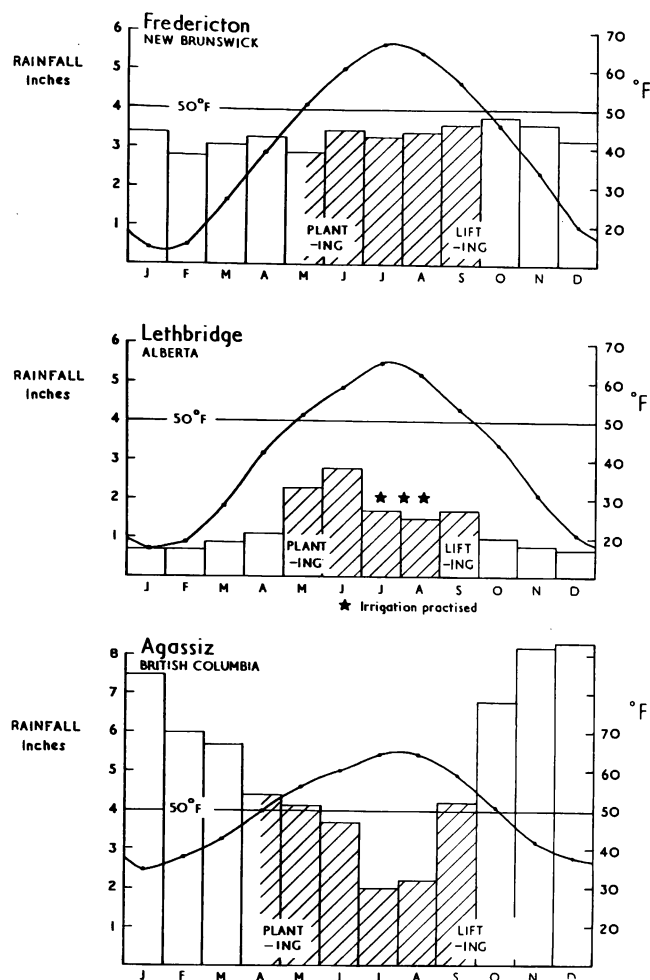 Fredericton
NEW BRUNSWICK
RAINFALL
Inches
°F
6
5
4
3
2
1
70
60
50
40
30
20
50°F
PLANT
-ING
LIFT
-ING
J F M A M J J A S O N D
Lethbridge
ALBERTA
RAINFALL
Inches
°F
6
5
4
3
2
1
70
60
50
40
30
20
50°F
★ ★ ★
PLANT
-ING
LIFT
-ING
J F M A M J J A S O N D
★ Irrigation practised
Agassiz
BRITISH COLUMBIA
RAINFALL
Inches
°F
8
7
6
5
4
3
2
1
70
60
50
40
30
20
50°F
PLANT
-ING
LIFT
-ING
J F M A M J J A S O N D